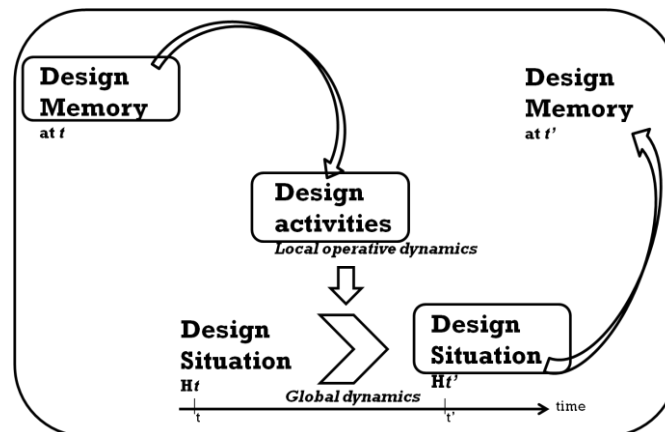 Design
Memory
at t
Design
Memory
at t’
Design
activities
Local operative dynamics
Design
Situation
Ht
Design
Situation
Ht’
Global dynamics
t
t’
time